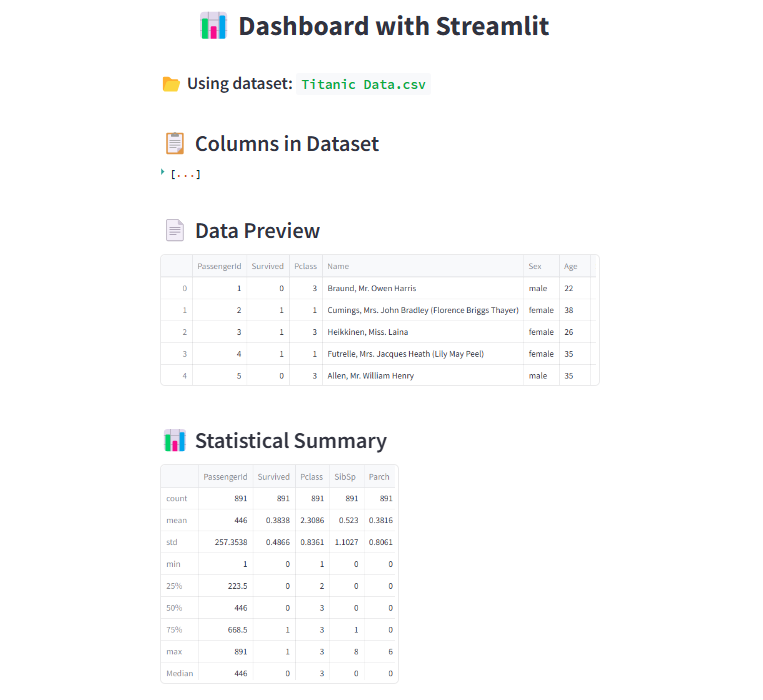 Dashboard with Streamlit
Using dataset: Titanic Data.csv
Columns in Dataset
[...]
Data Preview
PassengerId Survived Pclass Name Sex Age
0 1 0 3 Braund, Mr. Owen Harris male 22
1 2 1 1 Cumings, Mrs. John Bradley (Florence Briggs Thayer) female 38
2 3 1 3 Heikkinen, Miss. Laina female 26
3 4 1 1 Futrelle, Mrs. Jacques Heath (Lily May Peel) female 35
4 5 0 3 Allen, Mr. William Henry male 35
Statistical Summary
PassengerId Survived Pclass SibSp Parch
count 891 891 891 891 891
mean 446 0.3838 2.3086 0.523 0.3816
std 257.3538 0.4866 0.8361 1.1027 0.8061
min 1 0 1 0 0
25% 223.5 0 2 0 0
50% 446 0 3 0 0
75% 668.5 1 3 1 0
max 891 1 3 8 6
Median 446 0 3 0 0